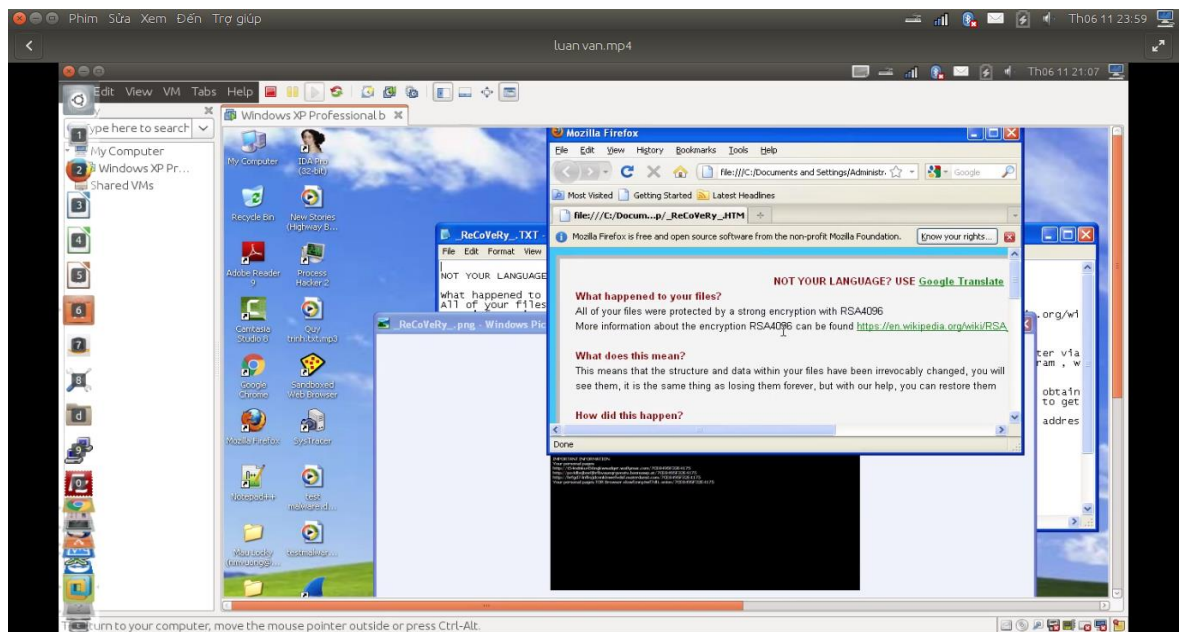 Phim Sửa Xem Đến Trợ giúp
Th06 11 23:59
luan van.mp4
Th06 11 21:07
Edit View VM Tabs Help
ype here to search
Windows XP Professional b
My Computer
Windows XP Pr...
Shared VMs
My Computer
IDA Pro
(32-bit)
Recycle Bin
New Stories
(Highway B...
Adobe Reader
9
Process
Hacker 2
Camtasia
Studio 8
Quy
trinh.txt.mp3
Google
Chrome
Sandboxed
Web Browser
Mozilla Firefox
SysTracer
Notepad++
test
malware d...
_ReCoVeRy_.TXT -
File Edit Format View
NOT YOUR LANGUAGE
What happened to
All of your files
_ReCoVeRy_.png - Windows Pic
Mozilla Firefox
File Edit View History Bookmarks Tools Help
file:///C:/Documents and Settings/Administr
Google
Most Visited Getting Started Latest Headlines
file:///C:/Docum...p/_ReCoVeRy_.HTM
Mozilla Firefox is free and open source software from the non-profit Mozilla Foundation. Know your rights...
NOT YOUR LANGUAGE? USE Google Translate
What happened to your files?
All of your files were protected by a strong encryption with RSA4096
More information about the encryption RSA4096 can be found https://en.wikipedia.org/wiki/RSA_
What does this mean?
This means that the structure and data within your files have been irrevocably changed, you will
see them, it is the same thing as losing them forever, but with our help, you can restore them
How did this happen?
Done
.org/wi
ter via
ram , w
obtain
to get
addres
IMPORTANT INFORMATION
Your personal pages
turn to your computer, move the mouse pointer outside or press Ctrl-Alt.